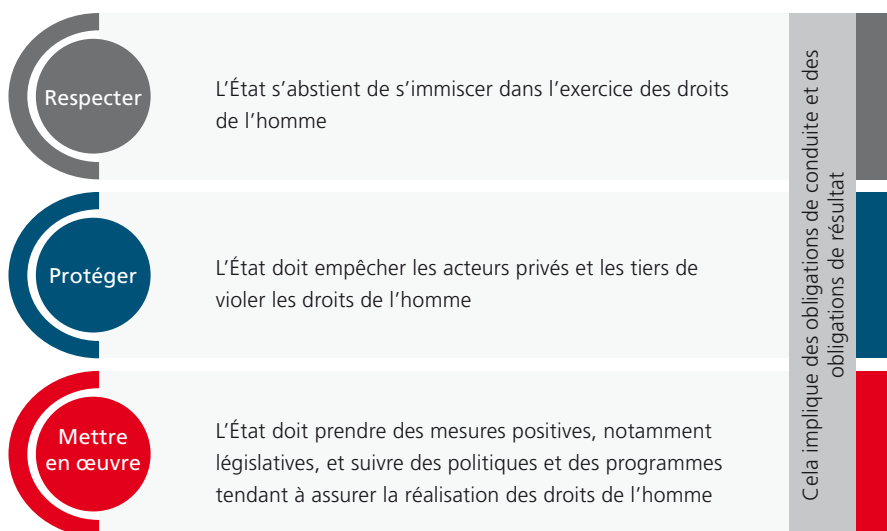 Respecter
L’État s’abstient de s’immiscer dans l’exercice des droits
de l’homme
Protéger
L’État doit empêcher les acteurs privés et les tiers de
violer les droits de l’homme
Mettre
en œuvre
L’État doit prendre des mesures positives, notamment
législatives, et suivre des politiques et des programmes
tendant à assurer la réalisation des droits de l’homme
Cela implique des obligations de conduite et des
obligations de résultat